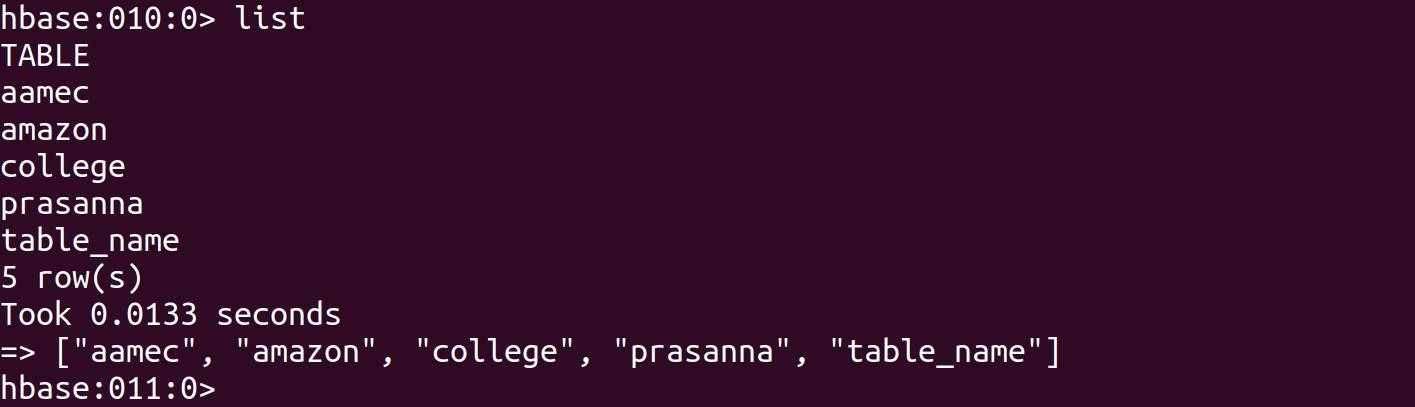 hbase:010:0> list
TABLE
aamec
amazon
college
prasanna
table_name
5 row(s)
Took 0.0133 seconds
=> ["aamec", "amazon", "college", "prasanna", "table_name"]
hbase:011:0>